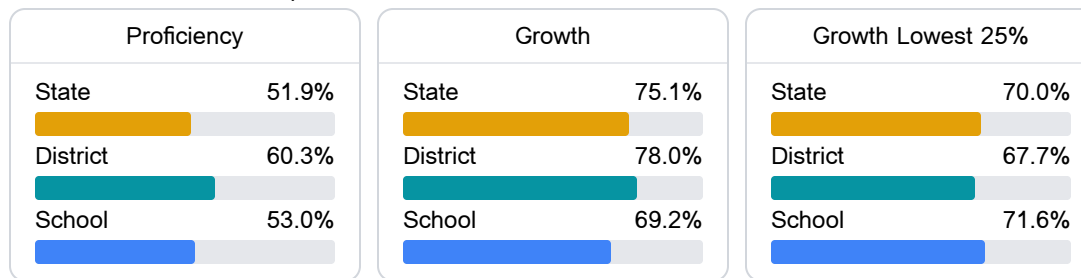 Proficiency
State 51.9%
District 60.3%
School 53.0%
Growth
State 75.1%
District 78.0%
School 69.2%
Growth Lowest 25%
State 70.0%
District 67.7%
School 71.6%